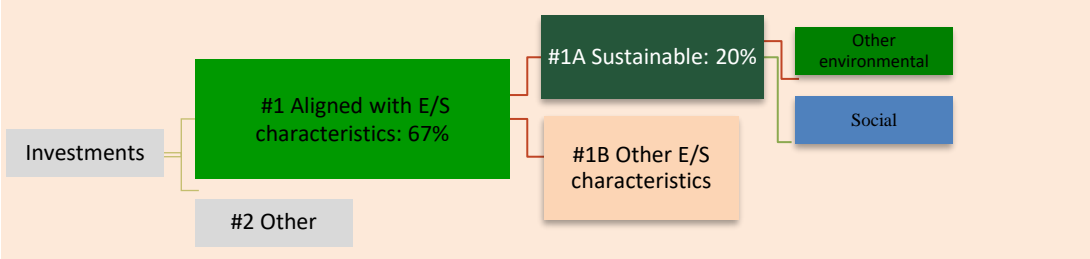 Investments
#1 Aligned with E/S
characteristics: 67%
#2 Other
#1A Sustainable: 20%
#1B Other E/S
characteristics
Other
environmental
Social